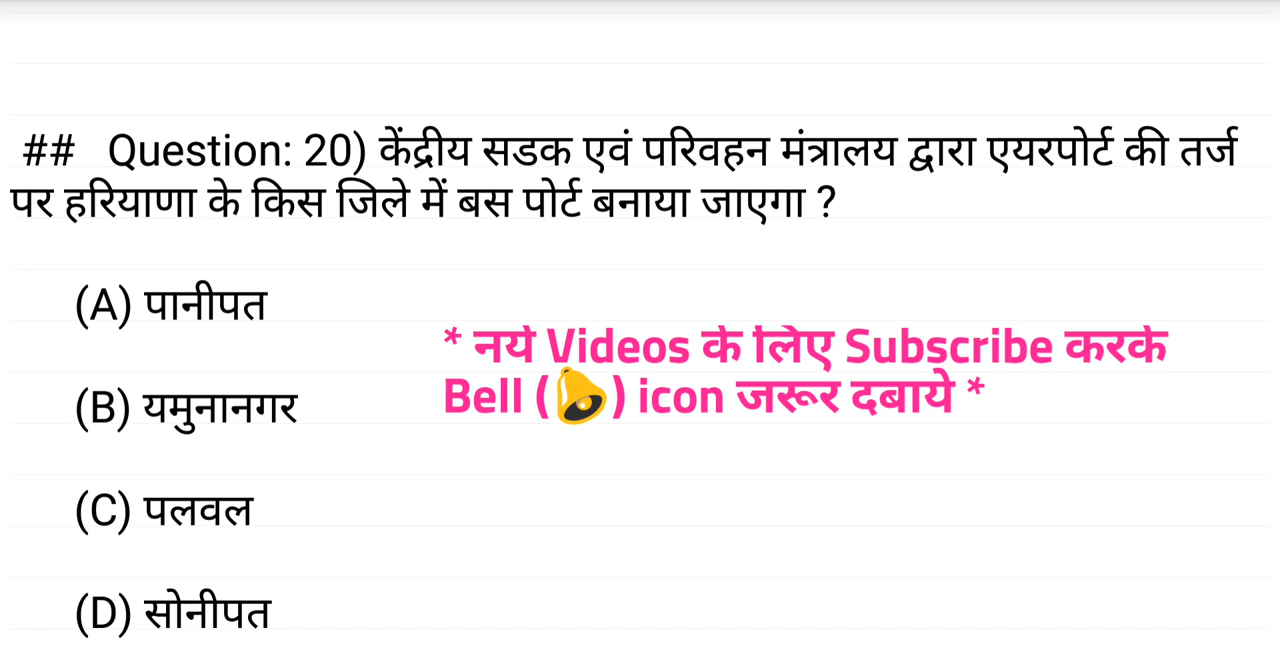 ## Question: 20) केंद्रीय सडक एवं परिवहन मंत्रालय द्वारा एयरपोर्ट की तर्ज
पर हरियाणा के किस जिले में बस पोर्ट बनाया जाएगा ?
(A) पानीपत
* नये Videos के लिए Subscribe करके
Bell (🔔) icon जरूर दबाये *
(B) यमुनानगर
(C) पलवल
(D) सोनीपत